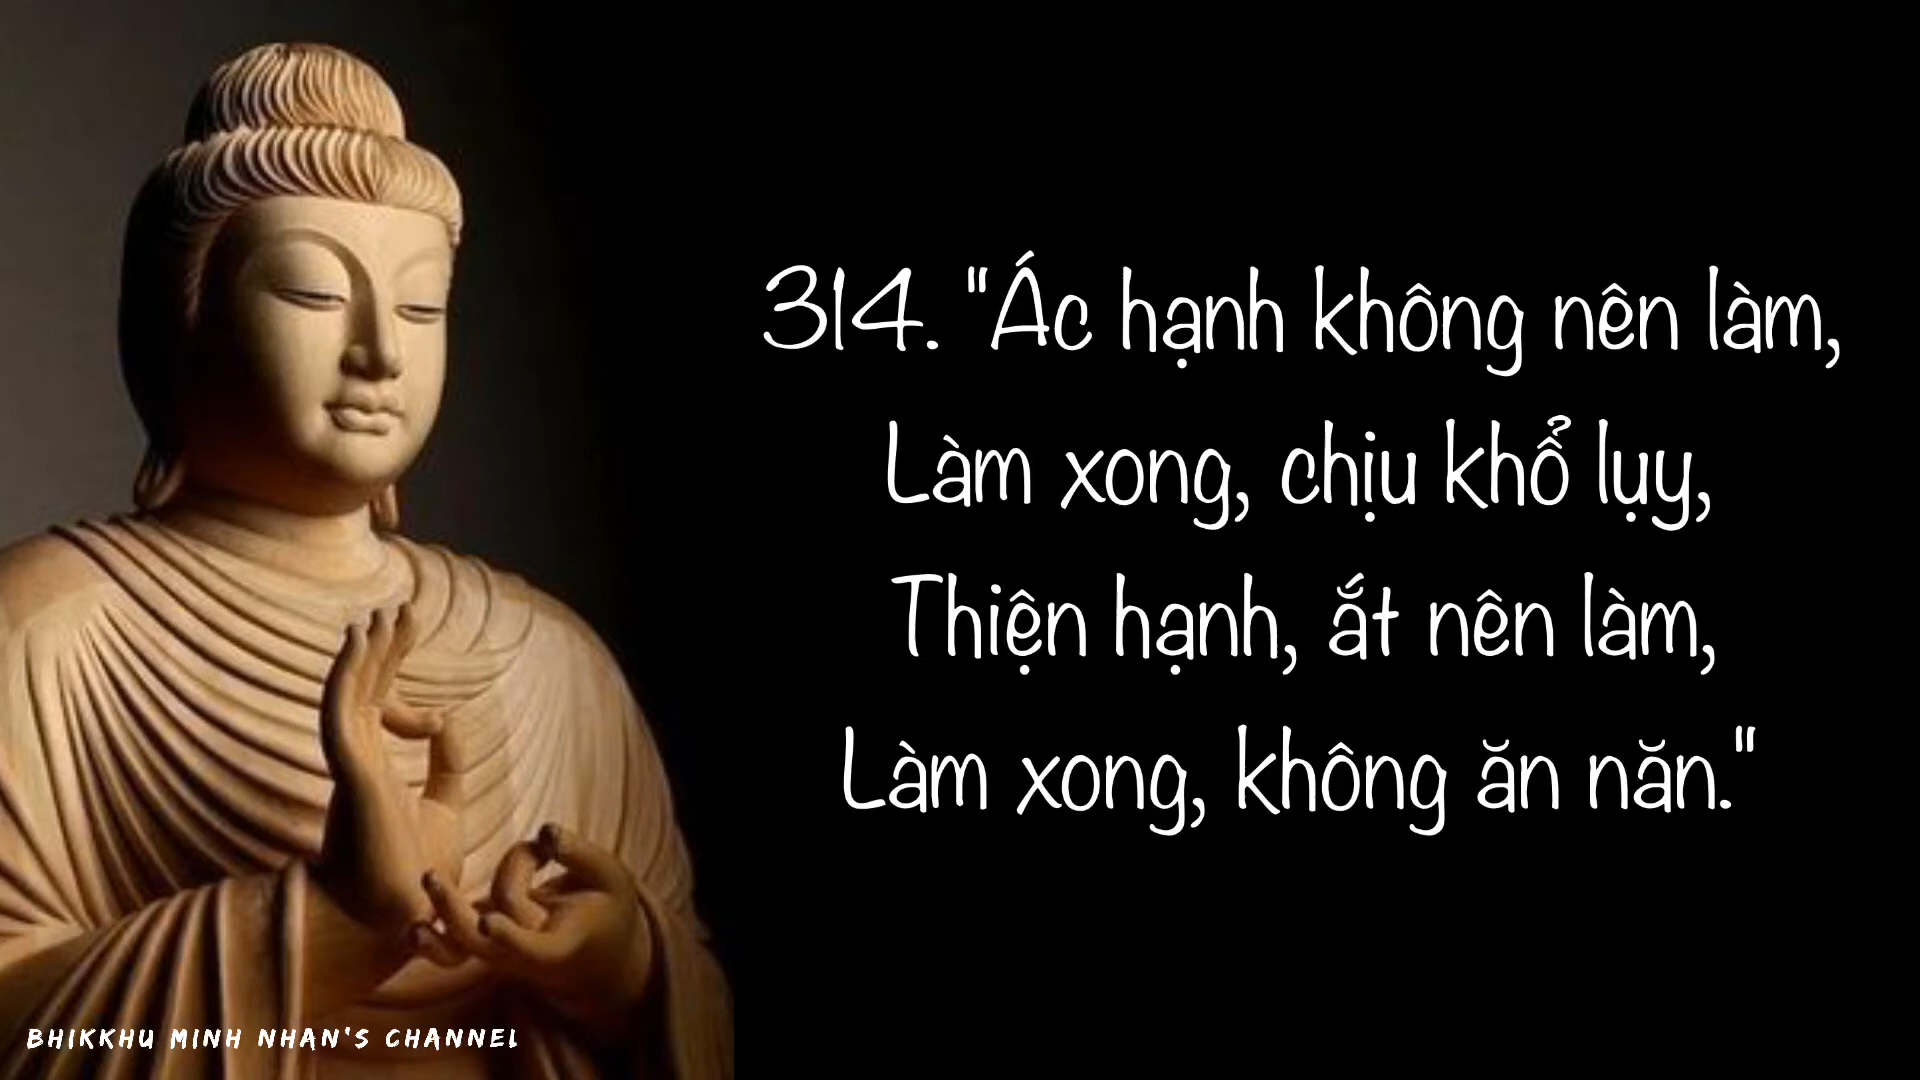 314. "Ác hạnh không nên làm,
Làm xong, chịu khổ lụy,
Thiện hạnh, ắt nên làm,
Làm xong, không ăn năn."
BHIKKHU MINH NHAN'S CHANNEL